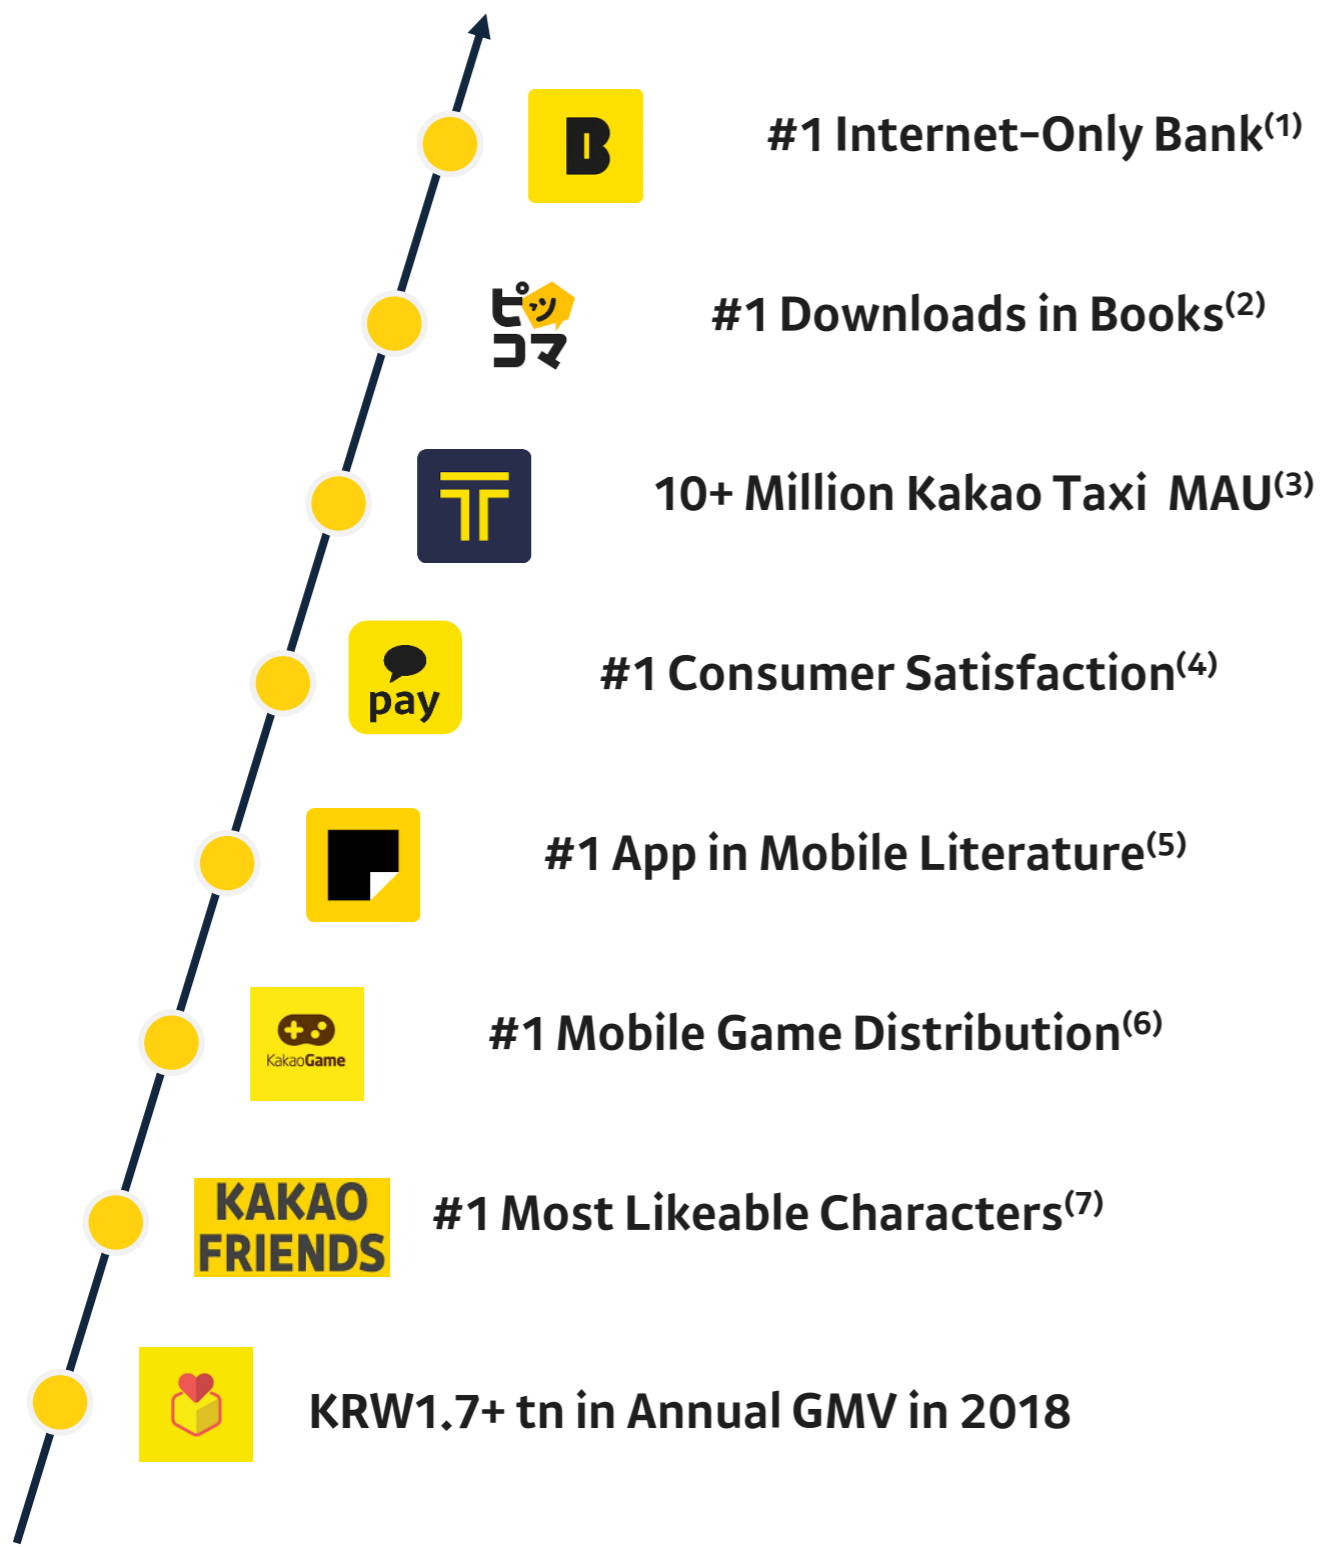 B
#1 Internet-Only Bank(1)
ピッ
コマ
#1 Downloads in Books(2)
T
10+ Million Kakao Taxi MAU(3)
pay
#1 Consumer Satisfaction(4)
#1 App in Mobile Literature(5)
KakaoGame
#1 Mobile Game Distribution(6)
KAKAO
FRIENDS
#1 Most Likeable Characters(7)
KRW1.7+ tn in Annual GMV in 2018